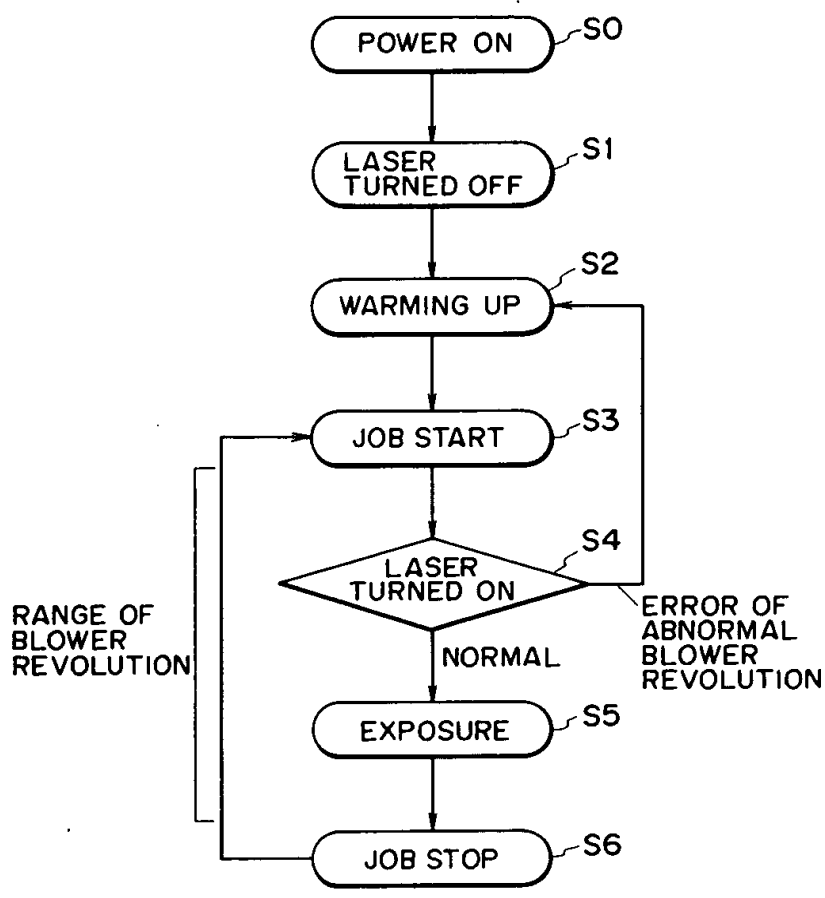 POWER ON
S0
LASER
TURNED OFF
S1
WARMING UP
S2
JOB START
S3
LASER
TURNED ON
S4
RANGE OF
BLOWER
REVOLUTION
ERROR OF
ABNORMAL
BLOWER
REVOLUTION
NORMAL
EXPOSURE
S5
JOB STOP
S6